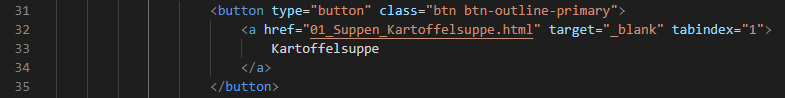 31 <button type="button" class="btn btn-outline-primary">
32 <a href="01_Suppen_Kartoffelsuppe.html" target="_blank" tabindex="1">
33 Kartoffelsuppe
34 </a>
35 </button>